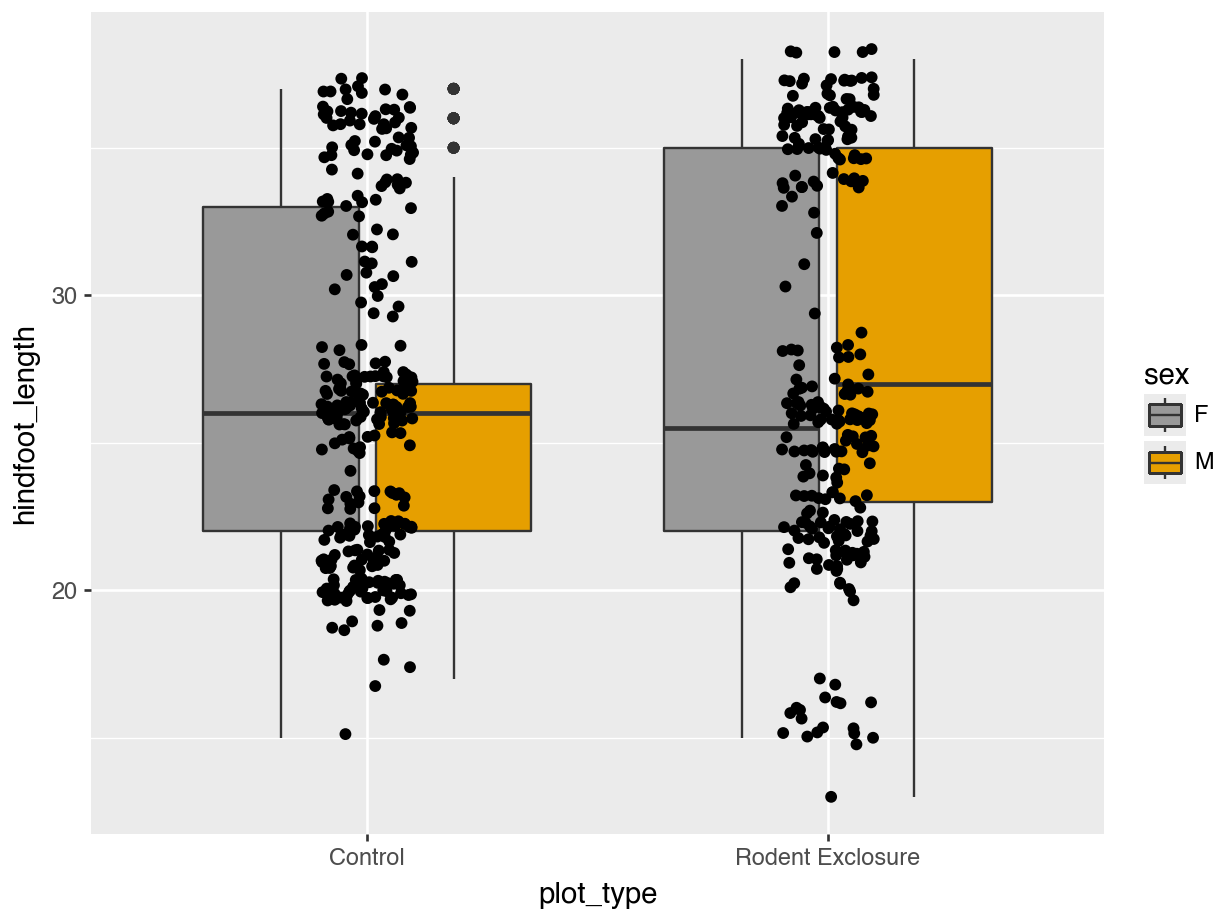 hindfoot_length
30
20
Control
Rodent Exclosure
plot_type
sex
F
M